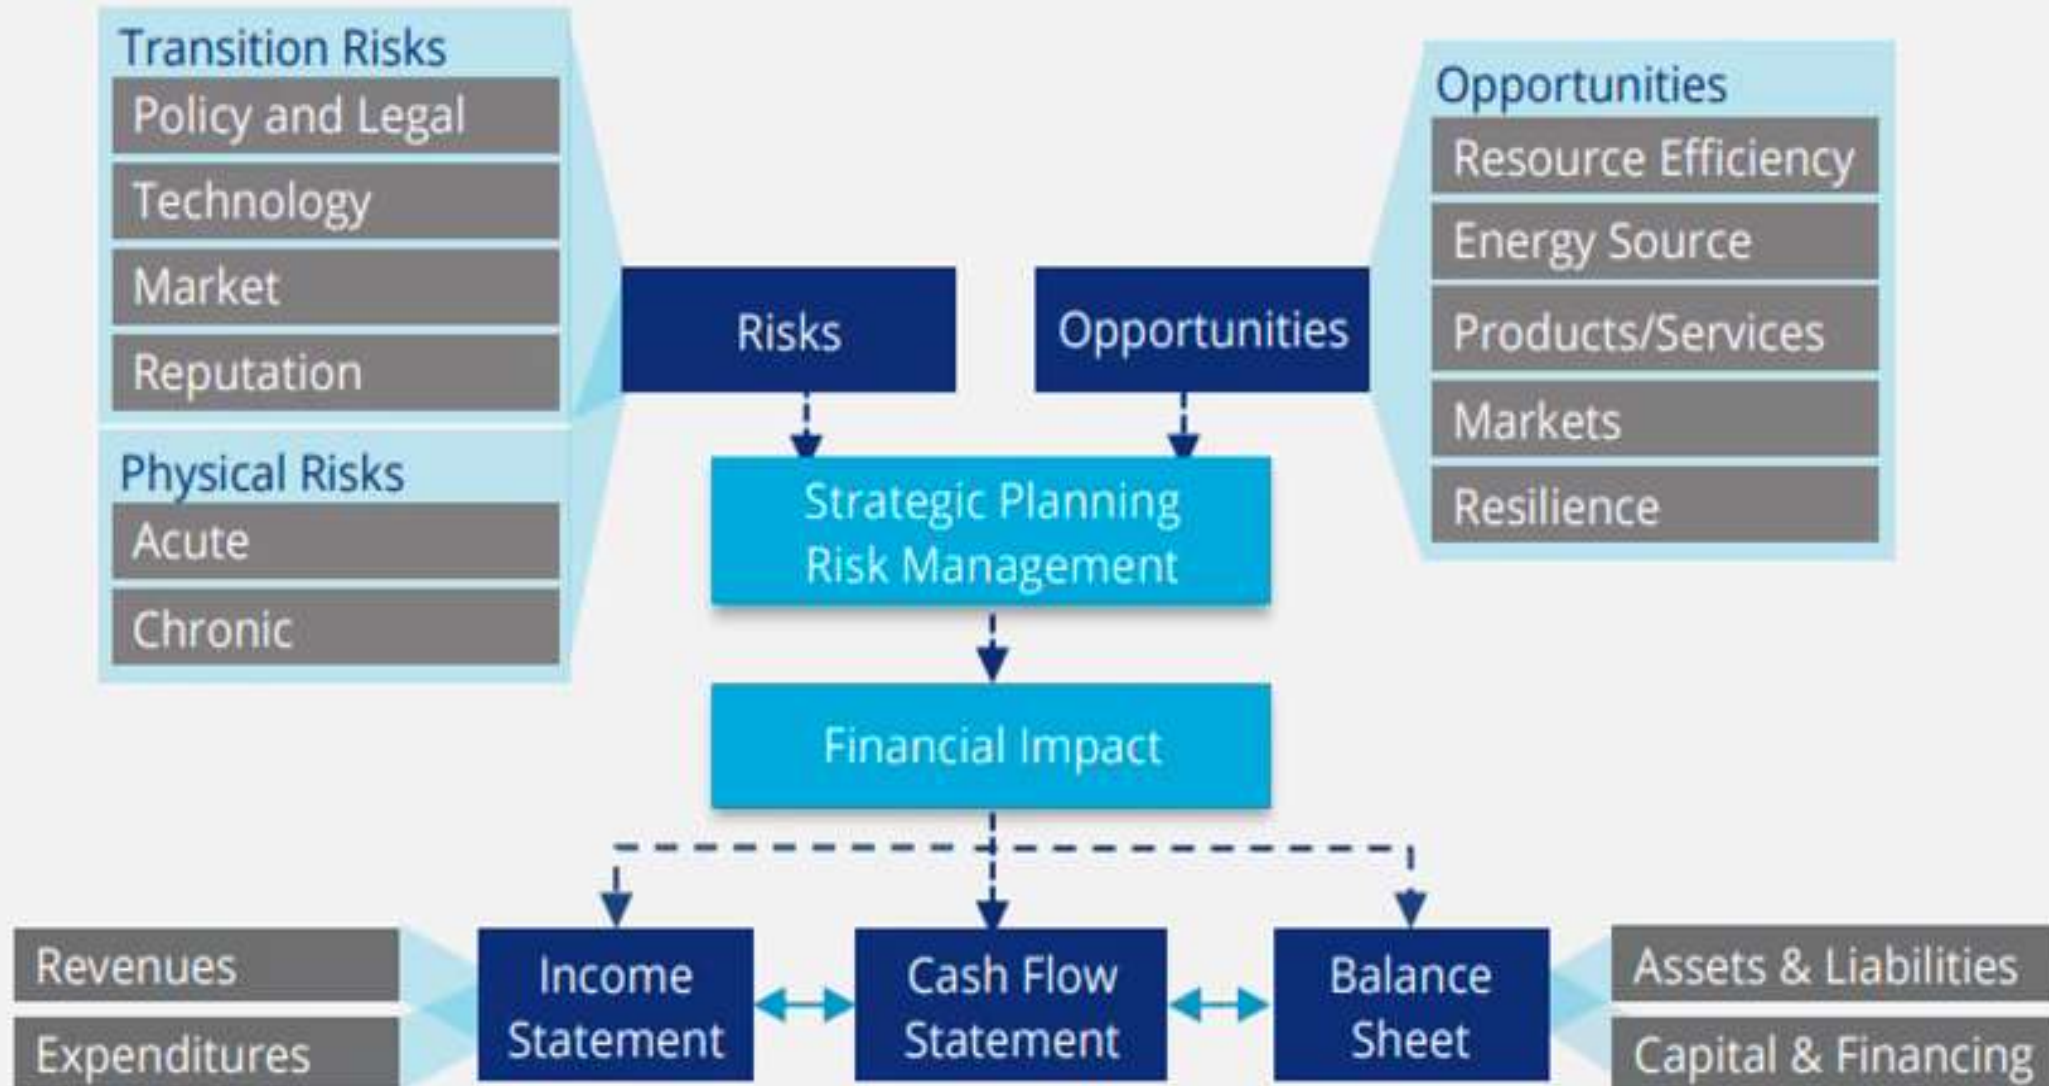 Transition Risks
Policy and Legal
Technology
Market
Reputation
Physical Risks
Acute
Chronic
Risks
Opportunities
Opportunities
Resource Efficiency
Energy Source
Products/Services
Markets
Resilience
Strategic Planning
Risk Management
Financial Impact
Revenues
Expenditures
Income
Statement
Cash Flow
Statement
Balance
Sheet
Assets & Liabilities
Capital & Financing